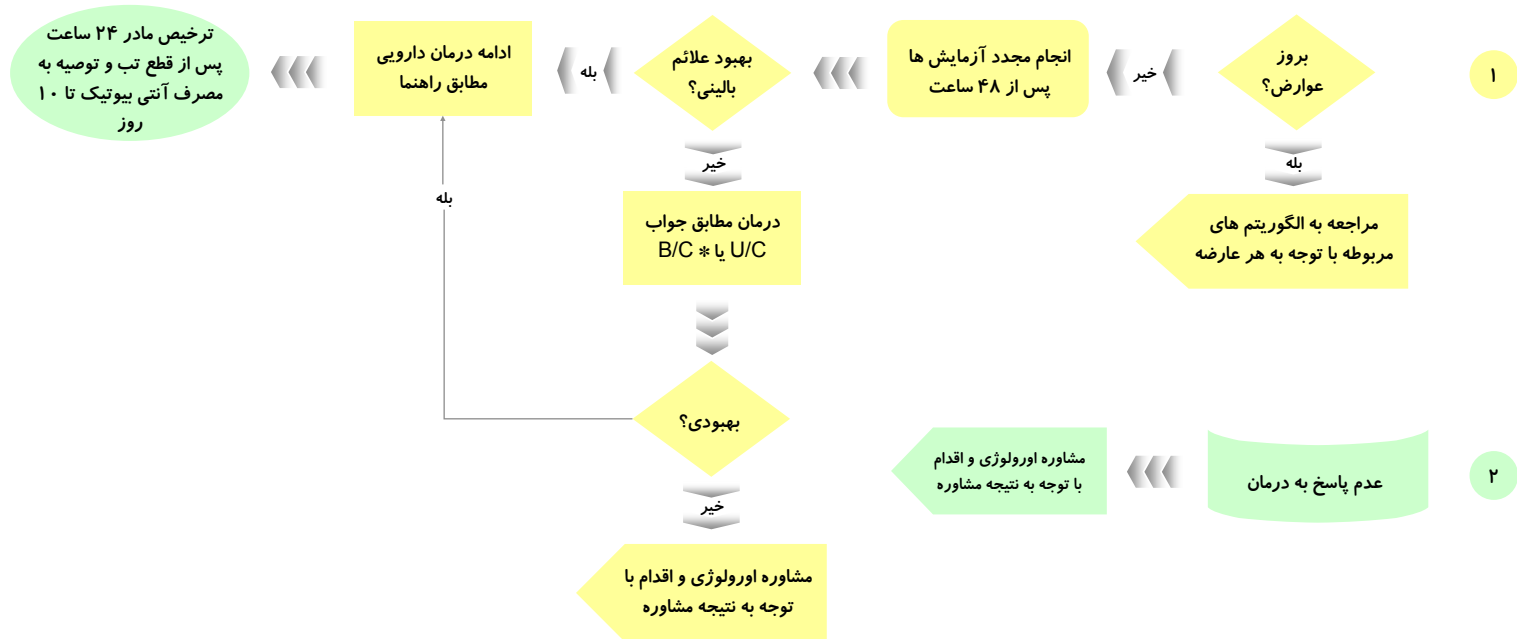 ۱
بروز
عوارض؟
خیر
انجام مجدد آزمایش ها
پس از ۴۸ ساعت
بهبود علائم
بالینی؟
بله
ادامه درمان دارویی
مطابق راهنما
ترخیص مادر ۲۴ ساعت
پس از قطع تب و توصیه به
مصرف آنتی بیوتیک تا ۱۰
روز
بله
مراجعه به الگوریتم های
مربوطه با توجه به هر عارضه
خیر
درمان مطابق جواب
U/C یا * B/C
بله
بهبودی؟
خیر
مشاوره اورولوژی و اقدام با
توجه به نتیجه مشاوره
۲
عدم پاسخ به درمان
مشاوره اورولوژی و اقدام
با توجه به نتیجه مشاوره